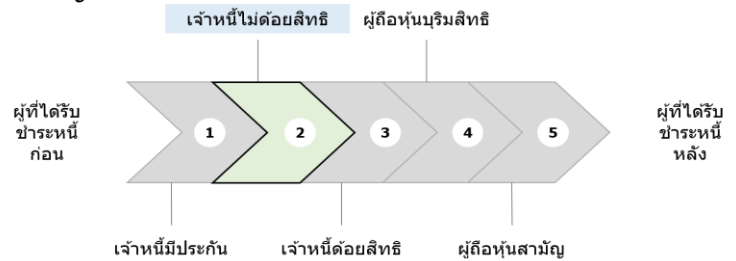 เจ้าหนี้ไม่ด้อยสิทธิ
ผู้ถือหุ้นบุริมสิทธิ
ผู้ที่ได้รับ
ชำระหนี้
ก่อน
1
2
3
4
5
ผู้ที่ได้รับ
ชำระหนี้
หลัง
เจ้าหนี้มีประกัน
เจ้าหนี้ด้อยสิทธิ
ผู้ถือหุ้นสามัญ